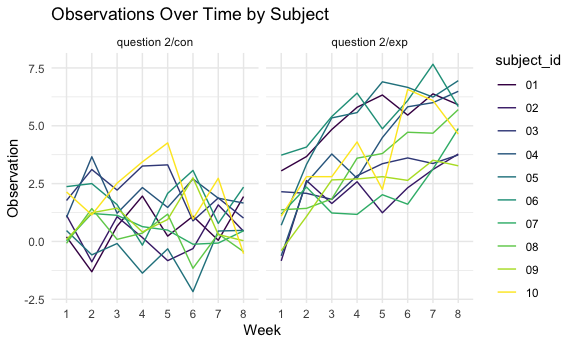 Observations Over Time by Subject
question 2/con
question 2/exp
subject_id
01
02
03
04
05
06
07
08
09
10
Observation
7.5
5.0
2.5
0.0
-2.5
1 2 3 4 5 6 7 8
1 2 3 4 5 6 7 8
Week